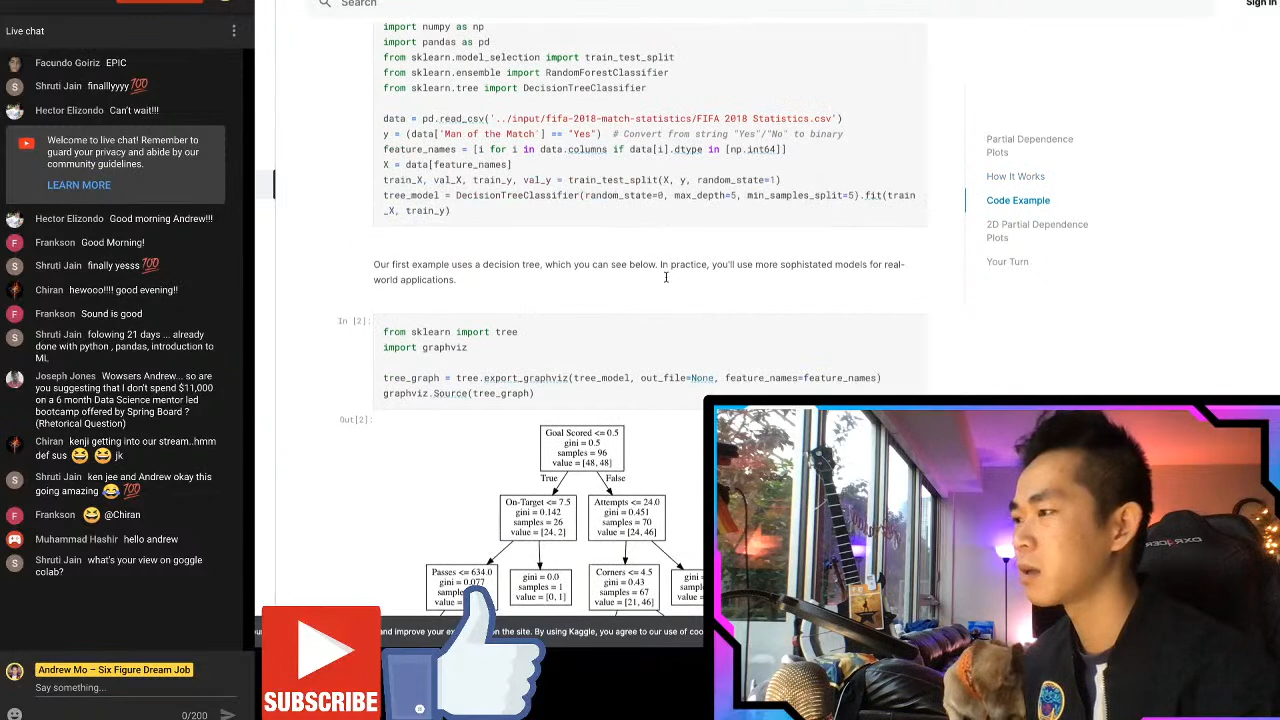 Live chat
Facundo Goiriz EPIC
Shruti Jain finalllyyyy 💯
Hector Elizondo Can't wait!!!
Welcome to live chat! Remember to
guard your privacy and abide by our
community guidelines.
LEARN MORE
Hector Elizondo Good morning Andrew!!!
Frankson Good Morning!
Shruti Jain finally yesss 💯
Chiran hewooo!!!! good evening!!
Frankson Sound is good
Shruti Jain folowing 21 days ... already
done with python , pandas, introduction to
ML
Joseph Jones Wowsers Andrew... so are
you suggesting that I don't spend $11,000
on a 6 month Data Science mentor led
bootcamp offered by Spring Board ?
(Rhetorical Question)
Chiran kenji getting into our stream..hmm
def sus 😆 😆 jk
Shruti Jain ken jee and Andrew okay this
going amazing 😂 💯
Frankson 😆 @Chiran
Muhammad Hashir hello andrew
Shruti Jain what's your view on goggle
colab?
Andrew Mo – Six Figure Dream Job
Say something...
0/200
Search
Sign In
import numpy as np
import pandas as pd
from sklearn.model_selection import train_test_split
from sklearn.ensemble import RandomForestClassifier
from sklearn.tree import DecisionTreeClassifier
data = pd.read_csv('../input/fifa-2018-match-statistics/FIFA 2018 Statistics.csv')
y = (data['Man of the Match'] == "Yes") # Convert from string "Yes"/"No" to binary
feature_names = [i for i in data.columns if data[i].dtype in [np.int64]]
X = data[feature_names]
train_X, val_X, train_y, val_y = train_test_split(X, y, random_state=1)
tree_model = DecisionTreeClassifier(random_state=0, max_depth=5, min_samples_split=5).fit(train
_X, train_y)
Our first example uses a decision tree, which you can see below. In practice, you'll use more sophistated models for real-
world applications.
In [2]:
from sklearn import tree
import graphviz
tree_graph = tree.export_graphviz(tree_model, out_file=None, feature_names=feature_names)
graphviz.Source(tree_graph)
Out[2]:
Goal Scored <= 0.5
gini = 0.5
samples = 96
value = [48, 48]
True
False
On-Target <= 7.5
gini = 0.142
samples = 26
value = [24, 2]
Attempts <= 24.0
gini = 0.451
samples = 70
value = [24, 46]
Passes <= 634.0
gini = 0.077
gini = 0.0
samples = 1
value = [0, 1]
Corners <= 4.5
gini = 0.43
samples = 67
value = [21, 46]
and improve your on the site. By using Kaggle, you agree to our use of
Partial Dependence
Plots
How It Works
Code Example
2D Partial Dependence
Plots
Your Turn
SUBSCRIBE